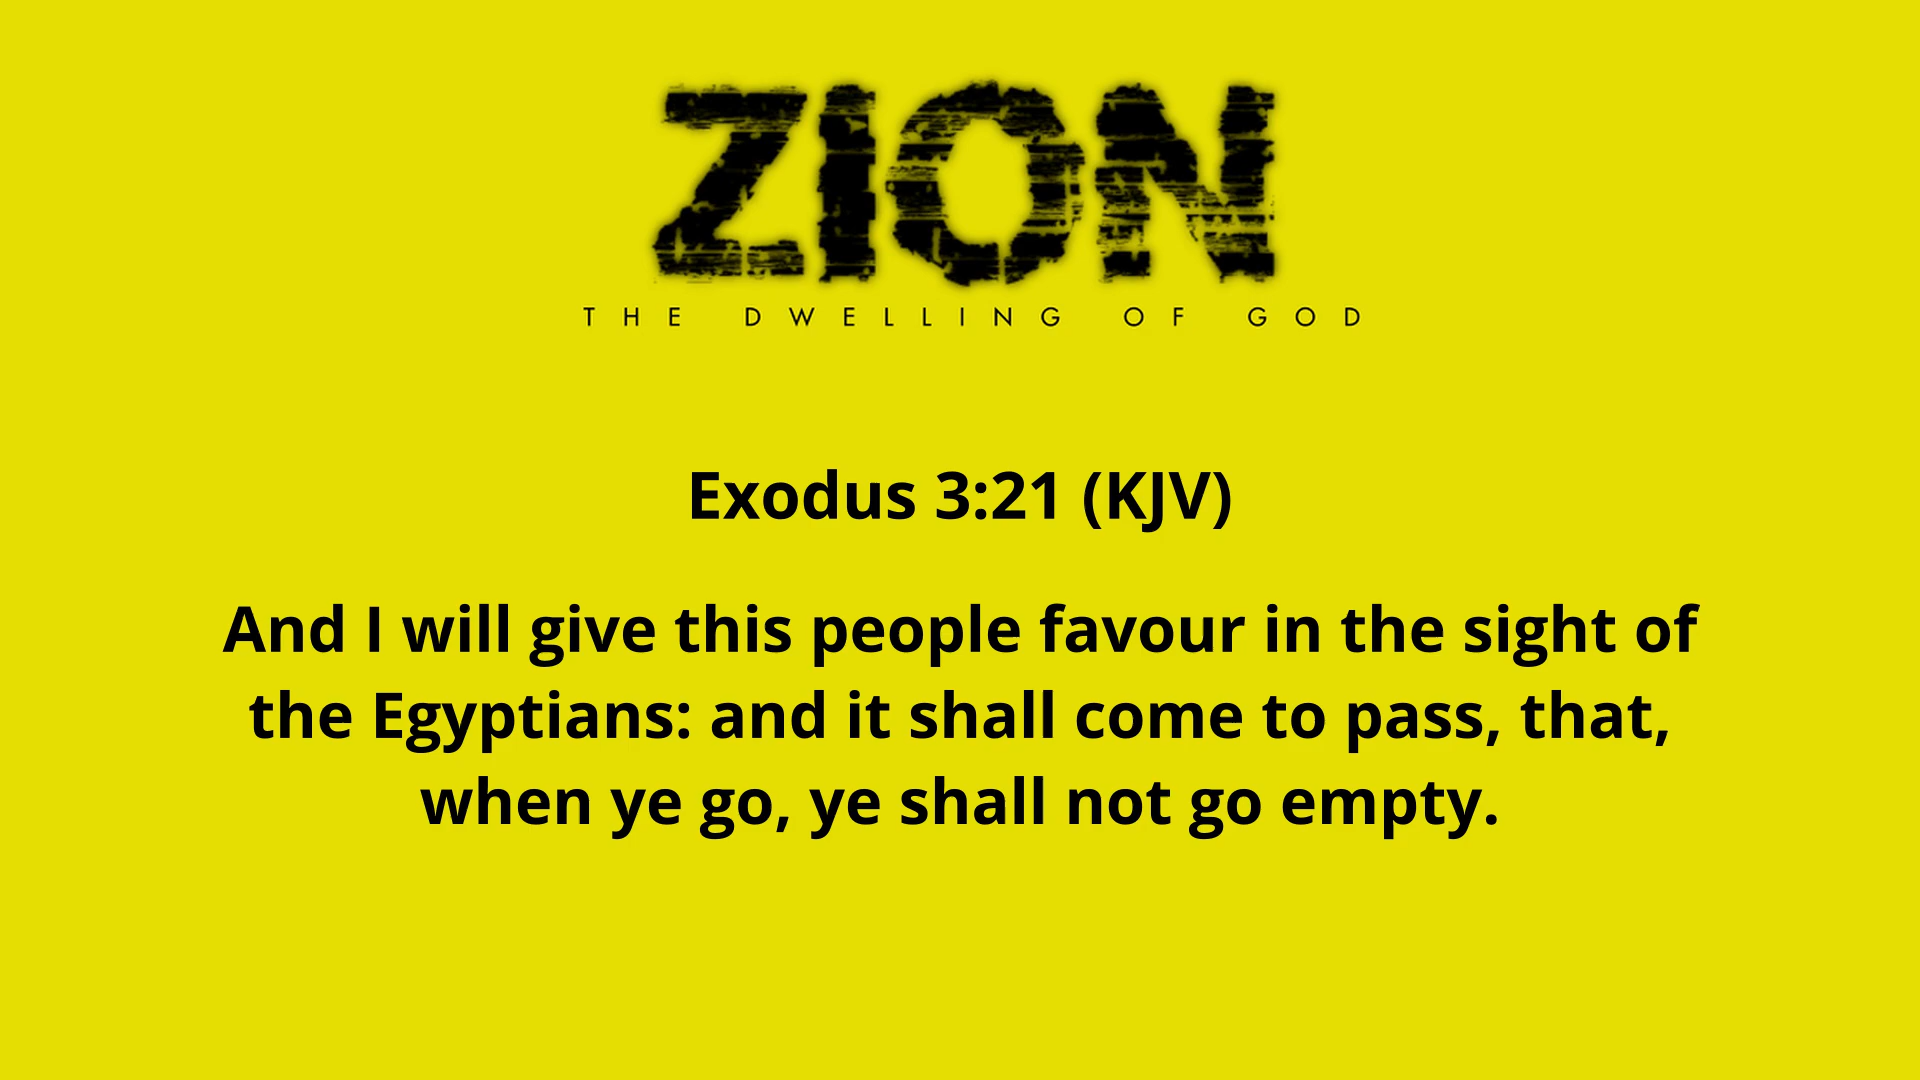 ZION
THE DWELLING OF GOD
Exodus 3:21 (KJV)
And I will give this people favour in the sight of
the Egyptians: and it shall come to pass, that,
when ye go, ye shall not go empty.